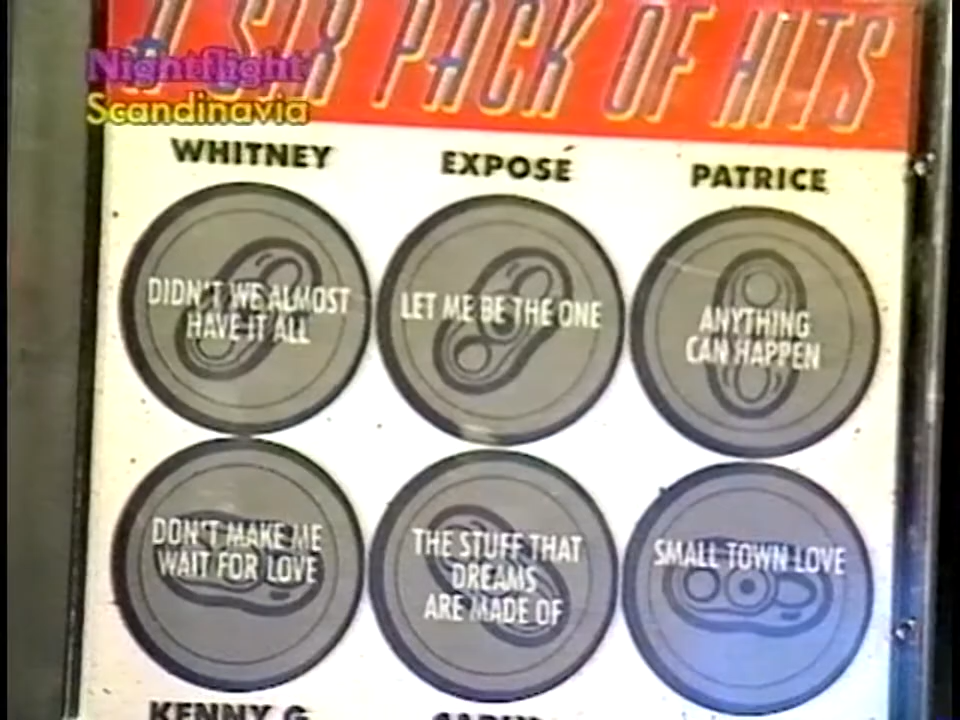 A SIX PACK OF HITS
Nightflight
Scandinavia
WHITNEY
EXPOSÉ
PATRICE
DIDN'T WE ALMOST
HAVE IT ALL
LET ME BE THE ONE
ANYTHING
CAN HAPPEN
DON'T MAKE ME
WAIT FOR LOVE
THE STUFF THAT
DREAMS
ARE MADE OF
SMALL TOWN LOVE
KENNY G